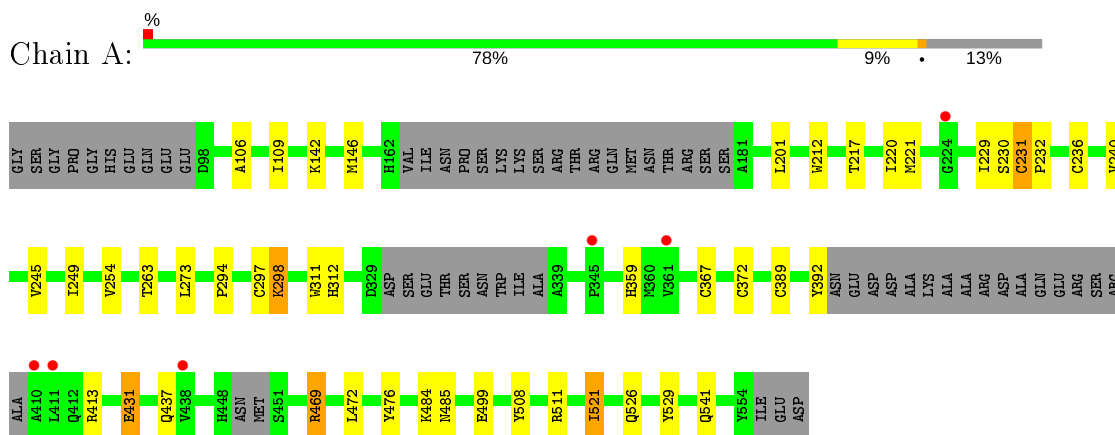 %
Chain A:
78% 9% • 13%
GLY SER GLY PRO GLY HIS GLU GLN GLU GLU D98 A106 I109 K142 M146 H162 VAL ILE ASN PRO SER LYS LYS SER ARG THR ARG GLN MET ASN THR ARG SER SER A181 L201 W212 T217 I220 M221 G224 I229 S230 C231 P232 C236 V240
V245 I249 V254 T263 L273 P294 C297 K298 W311 H312 D329 ASP SER GLU THR SER ASN TRP ILE ALA A339 P345 H359 M360 V361 C367 C372 C389 Y392 ASN GLU ASP ASP ALA LYS ALA ALA ARG ASP ALA GLN GLU ARG SER ARG
ALA A410 L411 Q412 R413 E431 Q437 V438 H448 ASN MET S451 R469 L472 Y476 K484 N485 E499 Y508 R511 I521 Q526 Y529 Q541 Y554 ILE GLU ASP